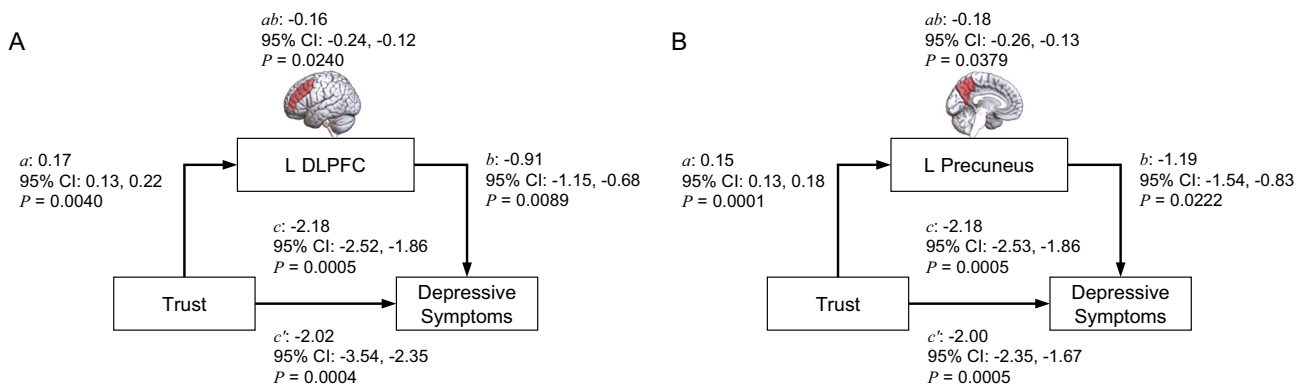 A
ab: -0.16
95% CI: -0.24, -0.12
P = 0.0240
a: 0.17
95% CI: 0.13, 0.22
P = 0.0040
L DLPFC
b: -0.91
95% CI: -1.15, -0.68
P = 0.0089
c: -2.18
95% CI: -2.52, -1.86
P = 0.0005
Trust
Depressive
Symptoms
c': -2.02
95% CI: -3.54, -2.35
P = 0.0004
B
ab: -0.18
95% CI: -0.26, -0.13
P = 0.0379
a: 0.15
95% CI: 0.13, 0.18
P = 0.0001
L Precuneus
b: -1.19
95% CI: -1.54, -0.83
P = 0.0222
c: -2.18
95% CI: -2.53, -1.86
P = 0.0005
Trust
Depressive
Symptoms
c': -2.00
95% CI: -2.35, -1.67
P = 0.0005